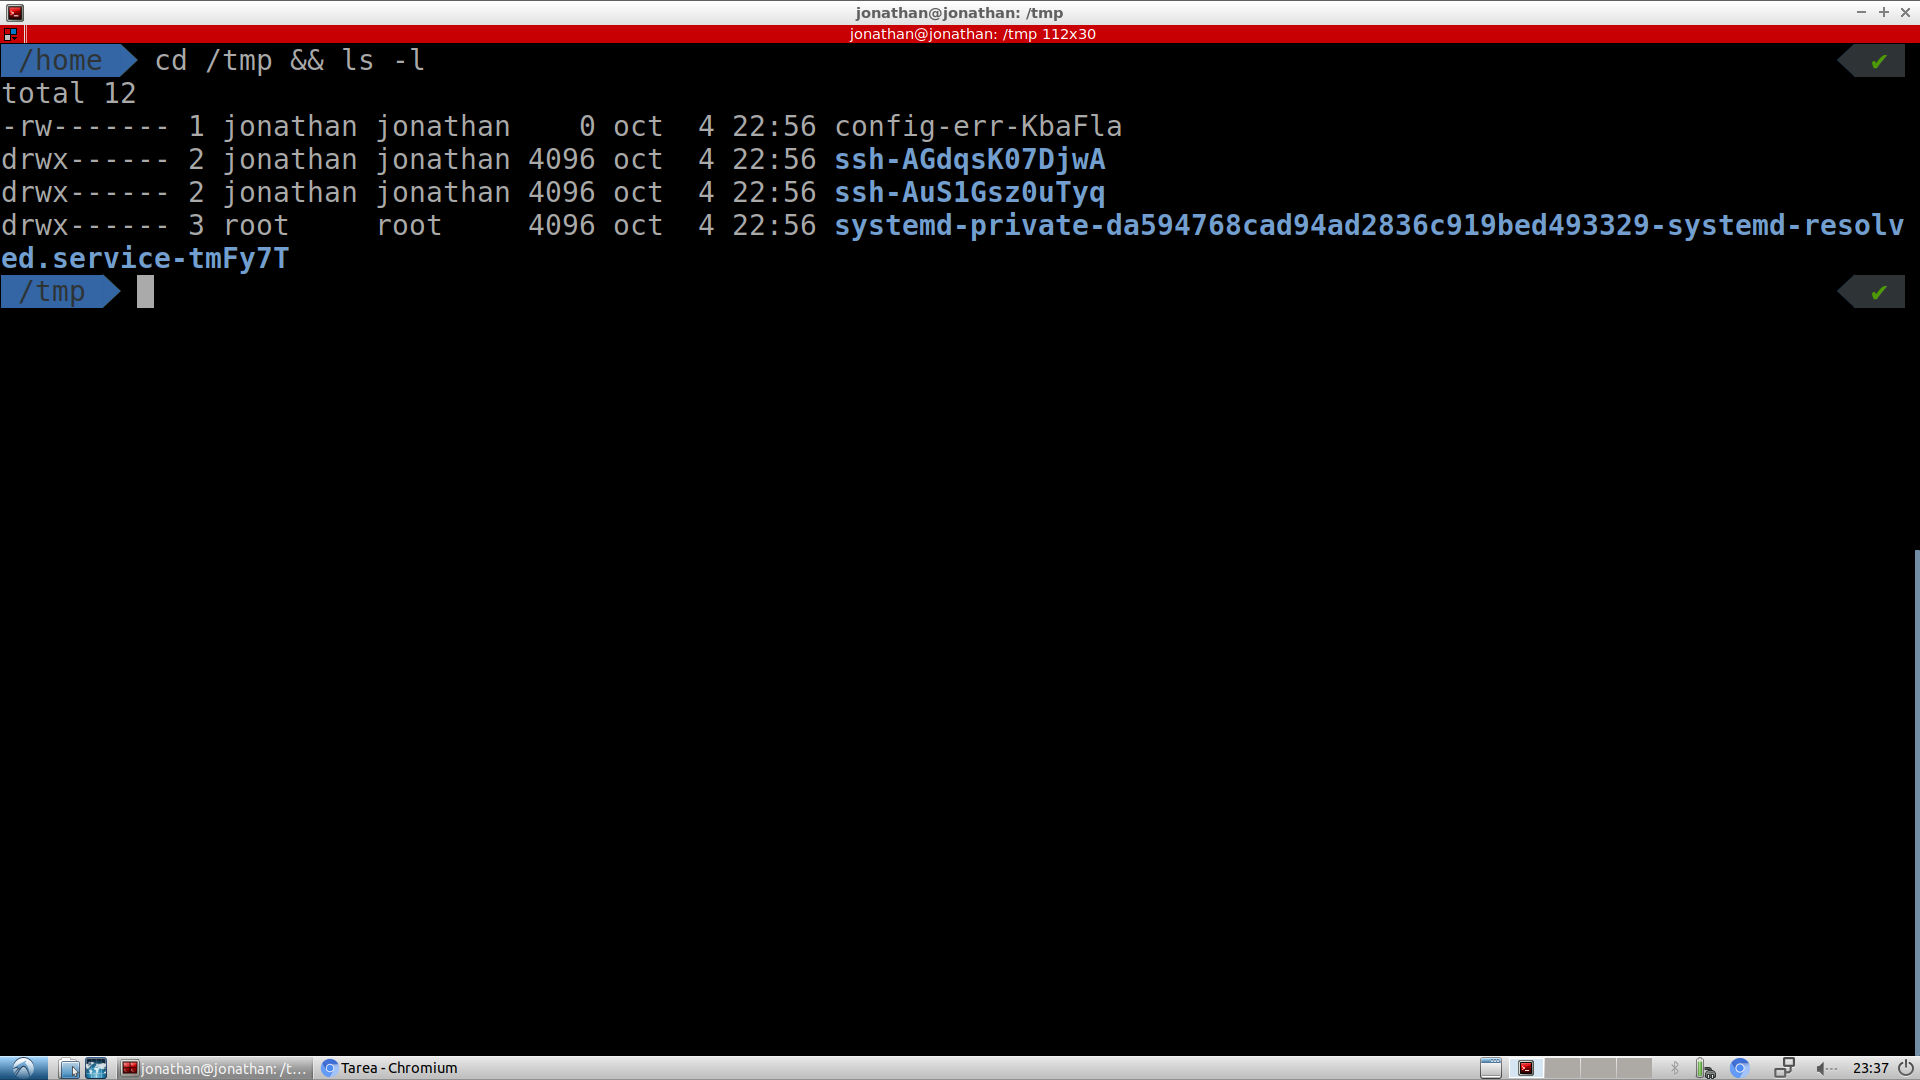 jonathan@jonathan: /tmp
jonathan@jonathan: /tmp 112x30
/home cd /tmp && ls -l ✔
total 12
-rw------- 1 jonathan jonathan    0 oct  4 22:56 config-err-KbaFla
drwx------ 2 jonathan jonathan 4096 oct  4 22:56 ssh-AGdqsK07DjwA
drwx------ 2 jonathan jonathan 4096 oct  4 22:56 ssh-AuS1Gsz0uTyq
drwx------ 3 root     root     4096 oct  4 22:56 systemd-private-da594768cad94ad2836c919bed493329-systemd-resolv
ed.service-tmFy7T
/tmp ✔
jonathan@jonathan: /t... Tarea - Chromium 23:37